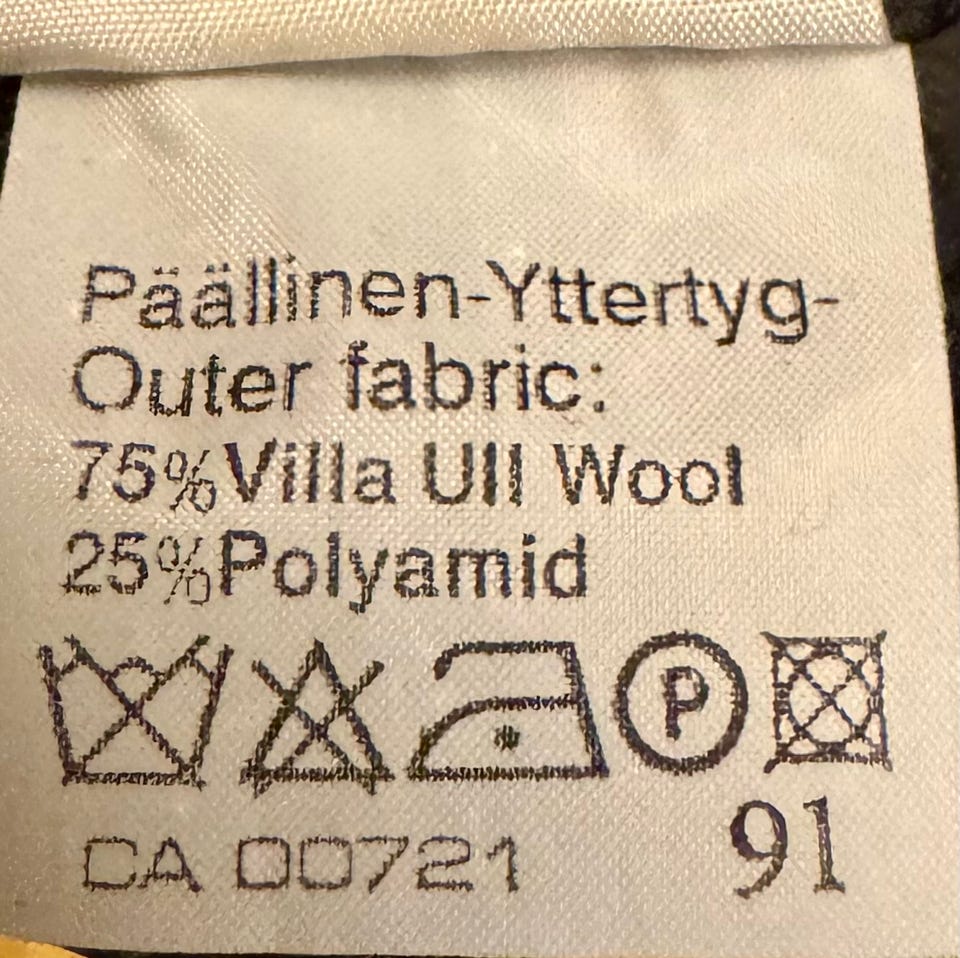 Päällinen-Yttertyg-
Outer fabric:
75%Villa Ull Wool
25%Polyamid
P
CA 00721
91